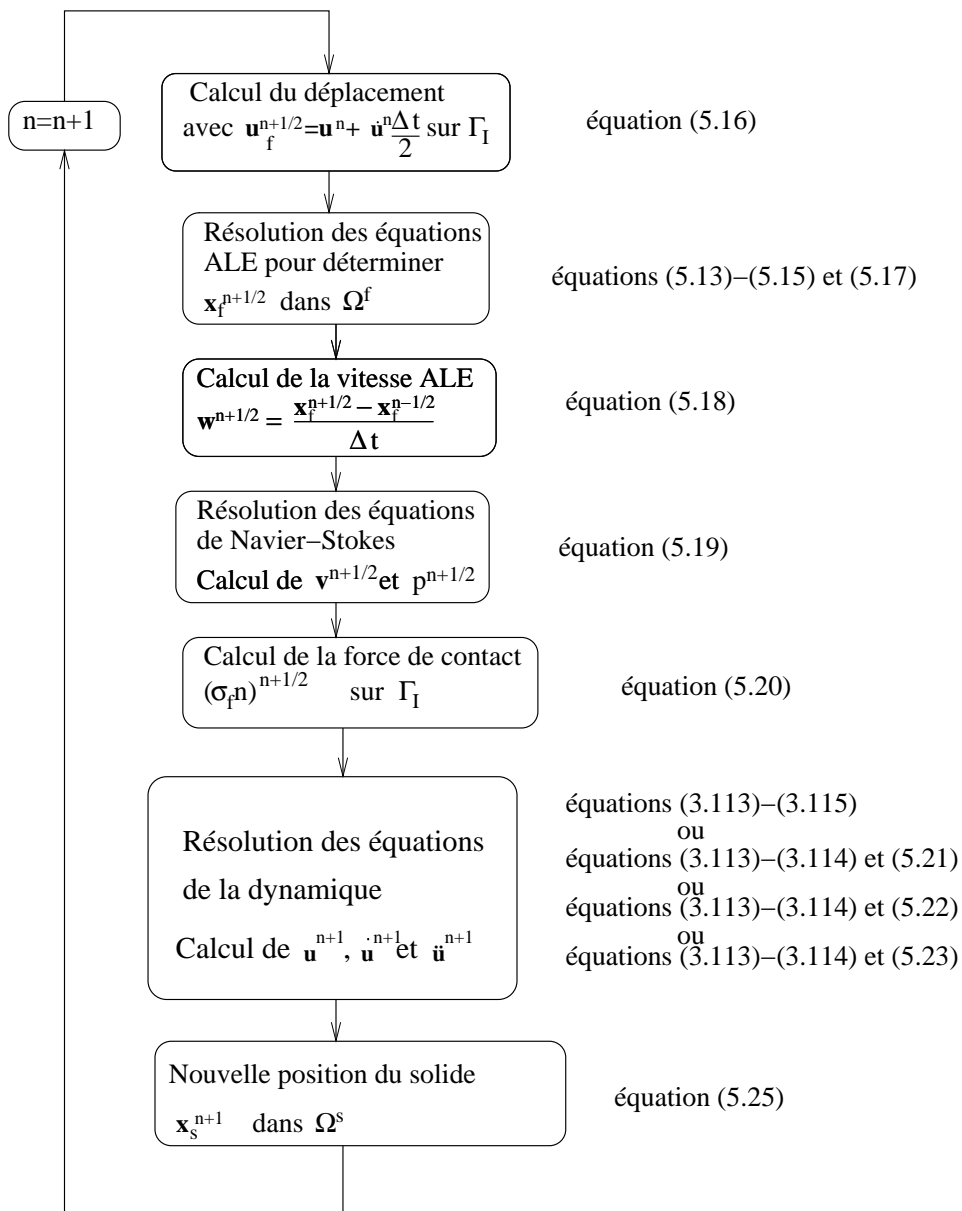 n=n+1
Calcul du déplacement
avec u_f^{n+1/2}=u^n+ u̇^n Δt/2 sur Γ_I
équation (5.16)
Résolution des équations
ALE pour déterminer
x_f^{n+1/2} dans Ω^f
équations (5.13)−(5.15) et (5.17)
Calcul de la vitesse ALE
w^{n+1/2} = (x_f^{n+1/2} − x_f^{n−1/2})/Δt
équation (5.18)
Résolution des équations
de Navier−Stokes
Calcul de v^{n+1/2} et p^{n+1/2}
équation (5.19)
Calcul de la force de contact
(σ_f n)^{n+1/2} sur Γ_I
équation (5.20)
Résolution des équations
de la dynamique
Calcul de u^{n+1}, u̇^{n+1} et ü^{n+1}
équations (3.113)−(3.115)
ou
équations (3.113)−(3.114) et (5.21)
ou
équations (3.113)−(3.114) et (5.22)
ou
équations (3.113)−(3.114) et (5.23)
Nouvelle position du solide
x_s^{n+1} dans Ω^s
équation (5.25)